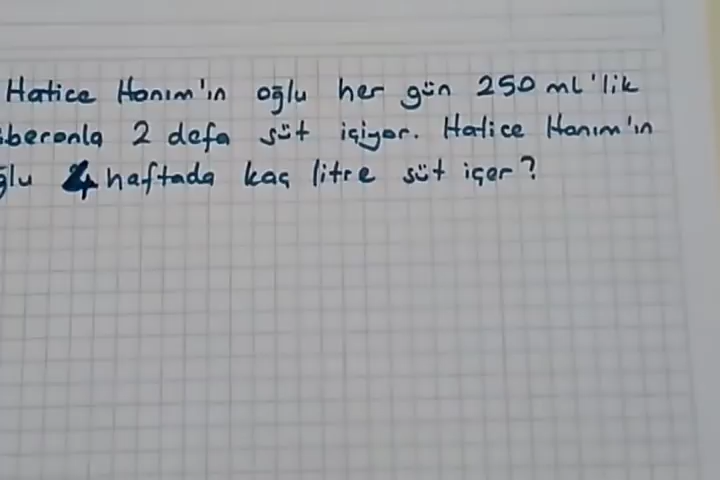 Hatice Hanım'ın oğlu her gün 250 ml'lik
iberonla 2 defa süt içiyor. Hatice Hanım'ın
ğlu 4 haftada kaç litre süt içer?